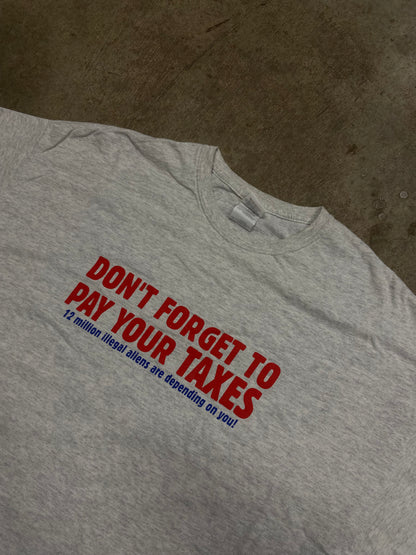 DON'T FORGET TO
PAY YOUR TAXES
12 million illegal aliens are depending on you!